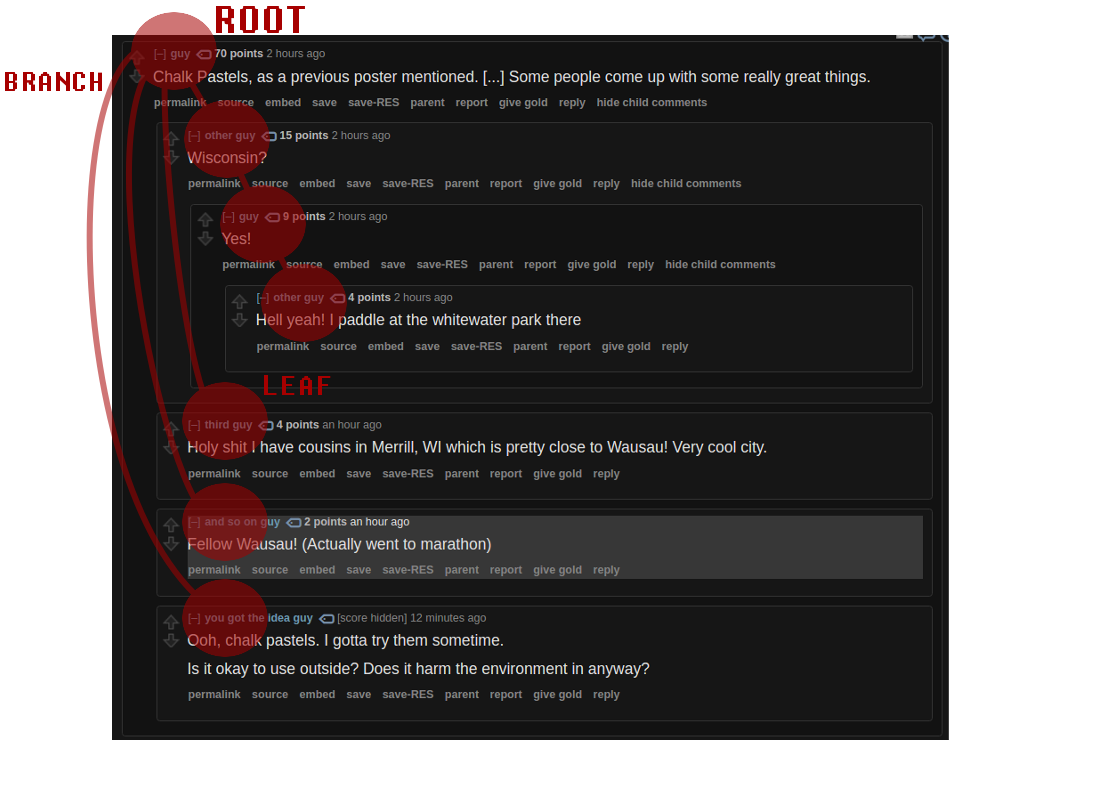 ROOT
BRANCH
[–] guy 70 points 2 hours ago
Chalk Pastels, as a previous poster mentioned. [...] Some people come up with some really great things.
permalink source embed save save-RES parent report give gold reply hide child comments
[–] other guy 15 points 2 hours ago
Wisconsin?
permalink source embed save save-RES parent report give gold reply hide child comments
[–] guy 9 points 2 hours ago
Yes!
permalink source embed save save-RES parent report give gold reply hide child comments
[–] other guy 4 points 2 hours ago
Hell yeah! I paddle at the whitewater park there
permalink source embed save save-RES parent report give gold reply
LEAF
[–] third guy 4 points an hour ago
Holy shit I have cousins in Merrill, WI which is pretty close to Wausau! Very cool city.
permalink source embed save save-RES parent report give gold reply
[–] and so on guy 2 points an hour ago
Fellow Wausau! (Actually went to marathon)
permalink source embed save save-RES parent report give gold reply
[–] you got the idea guy [score hidden] 12 minutes ago
Ooh, chalk pastels. I gotta try them sometime.
Is it okay to use outside? Does it harm the environment in anyway?
permalink source embed save save-RES parent report give gold reply